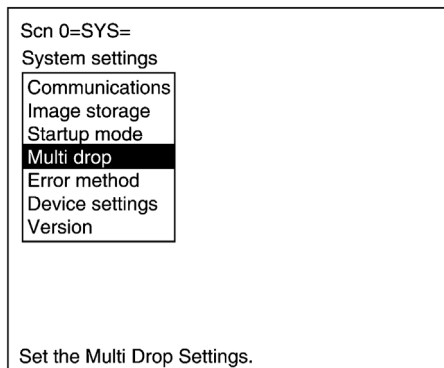 Scn 0=SYS=
System settings
Communications
Image storage
Startup mode
Multi drop
Error method
Device settings
Version
Set the Multi Drop Settings.